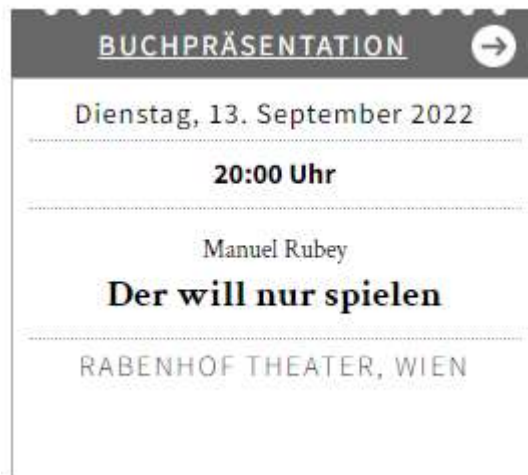 BUCHPRÄSENTATION
Dienstag, 13. September 2022
20:00 Uhr
Manuel Rubey
Der will nur spielen
RABENHOF THEATER, WIEN